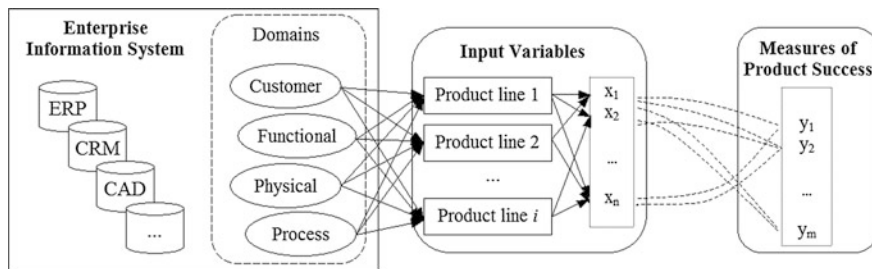 Enterprise
Information System
ERP
CRM
CAD
...
Domains
Customer
Functional
Physical
Process
Input Variables
Product line 1
Product line 2
...
Product line i
x1
x2
...
xn
Measures of
Product Success
y1
y2
...
ym